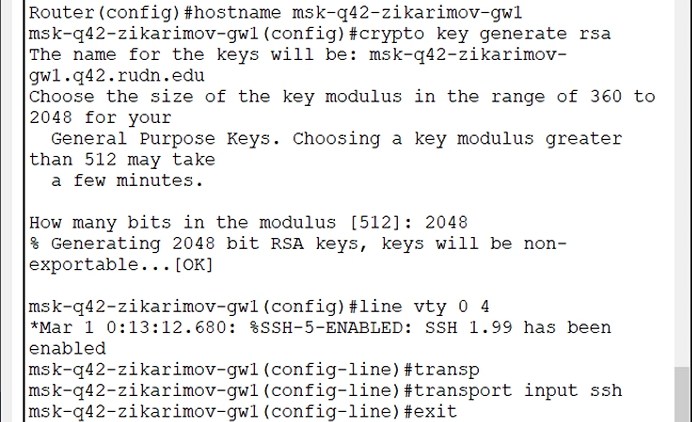 Router(config)#hostname msk-q42-zikarimov-gw1
msk-q42-zikarimov-gw1(config)#crypto key generate rsa
The name for the keys will be: msk-q42-zikarimov-
gw1.q42.rudn.edu
Choose the size of the key modulus in the range of 360 to
2048 for your
  General Purpose Keys. Choosing a key modulus greater
than 512 may take
  a few minutes.

How many bits in the modulus [512]: 2048
% Generating 2048 bit RSA keys, keys will be non-
exportable...[OK]

msk-q42-zikarimov-gw1(config)#line vty 0 4
*Mar 1 0:13:12.680: %SSH-5-ENABLED: SSH 1.99 has been
enabled
msk-q42-zikarimov-gw1(config-line)#transp
msk-q42-zikarimov-gw1(config-line)#transport input ssh
msk-q42-zikarimov-gw1(config-line)#exit